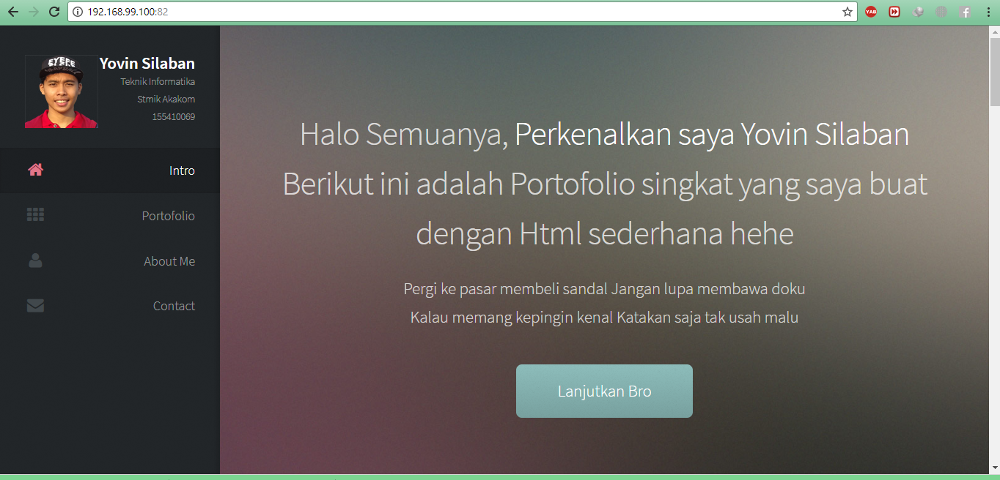 192.168.99.100:82
YAB
EYEFE
Yovin Silaban
Teknik Informatika
Stmik Akakom
155410069
Intro
Portofolio
About Me
Contact
Halo Semuanya, Perkenalkan saya Yovin Silaban
Berikut ini adalah Portofolio singkat yang saya buat
dengan Html sederhana hehe
Pergi ke pasar membeli sandal Jangan lupa membawa doku
Kalau memang kepingin kenal Katakan saja tak usah malu
Lanjutkan Bro